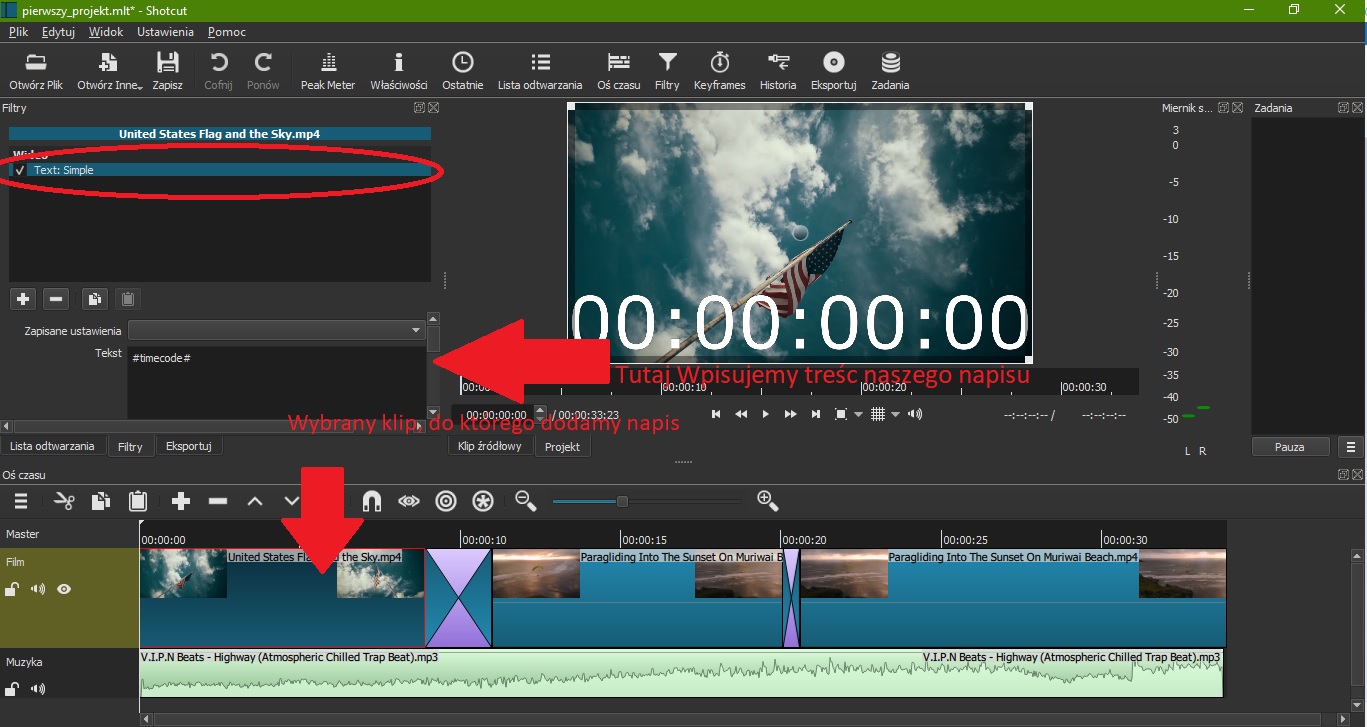 pierwszy_projekt.mlt* - Shotcut
Plik Edytuj Widok Ustawienia Pomoc
Otwórz Plik Otwórz Inne.. Zapisz Cofnij Ponów Peak Meter Właściwości Ostatnie Lista odtwarzania Oś czasu Filtry Keyframes Historia Eksportuj Zadania
Filtry
United States Flag and the Sky.mp4
Wideo
Text: Simple
Zapisane ustawienia
Tekst
#timecode#
00:00:00:00
Tutaj Wpisujemy treśc naszego napisu
00:00:10 00:00:20 00:00:30
00:00:00:00 / 00:00:33:23
--:--:--:-- / --:--:--:--
Wybrany klip, do którego dodamy napis
Lista odtwarzania Filtry Eksportuj
Klip źródłowy Projekt
Miernik s...
3
0
-5
-10
-15
-20
-25
-30
-35
-40
-50
L R
Zadania
Pauza
Oś czasu
Master
00:00:00 00:00:10 00:00:15 00:00:20 00:00:25 00:00:30
Film
United States Flag and the Sky.mp4
Paragliding Into The Sunset On Muriwai B
Paragliding Into The Sunset On Muriwai Beach.mp4
Muzyka
V.I.P.N Beats - Highway (Atmospheric Chilled Trap Beat).mp3
V.I.P.N Beats - Highway (Atmospheric Chilled Trap Beat).mp3